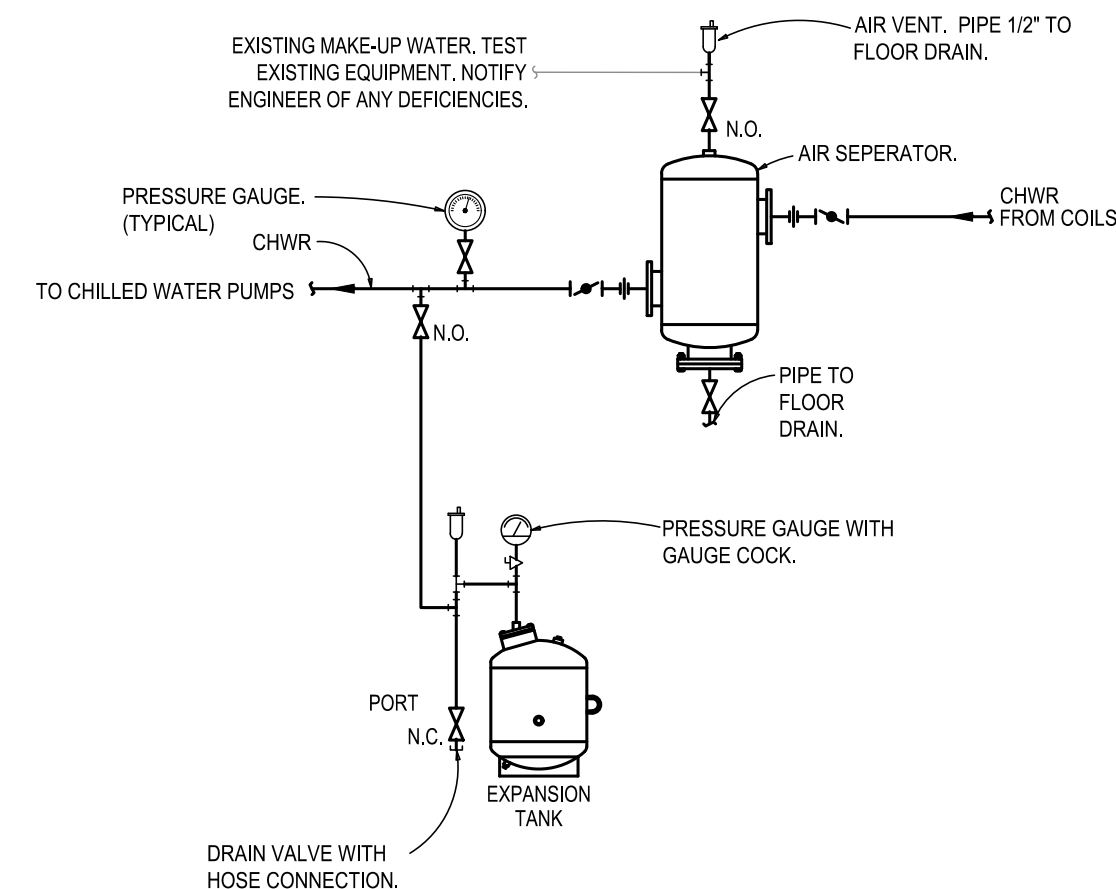 EXISTING MAKE-UP WATER. TEST
EXISTING EQUIPMENT. NOTIFY
ENGINEER OF ANY DEFICIENCIES.
AIR VENT. PIPE 1/2" TO
FLOOR DRAIN.
N.O.
AIR SEPERATOR.
PRESSURE GAUGE.
(TYPICAL)
CHWR
FROM COILS
CHWR
TO CHILLED WATER PUMPS
N.O.
PIPE TO
FLOOR
DRAIN.
PRESSURE GAUGE WITH
GAUGE COCK.
PORT
N.C.
EXPANSION
TANK
DRAIN VALVE WITH
HOSE CONNECTION.